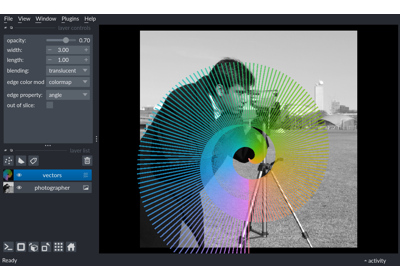 File View Window Plugins Help
layer controls
opacity: 0.70
width: 3.00
length: 1.00
blending: translucent
edge color mod colormap
edge property: angle
out of slice:
layer list
vectors
photographer
Ready
activity